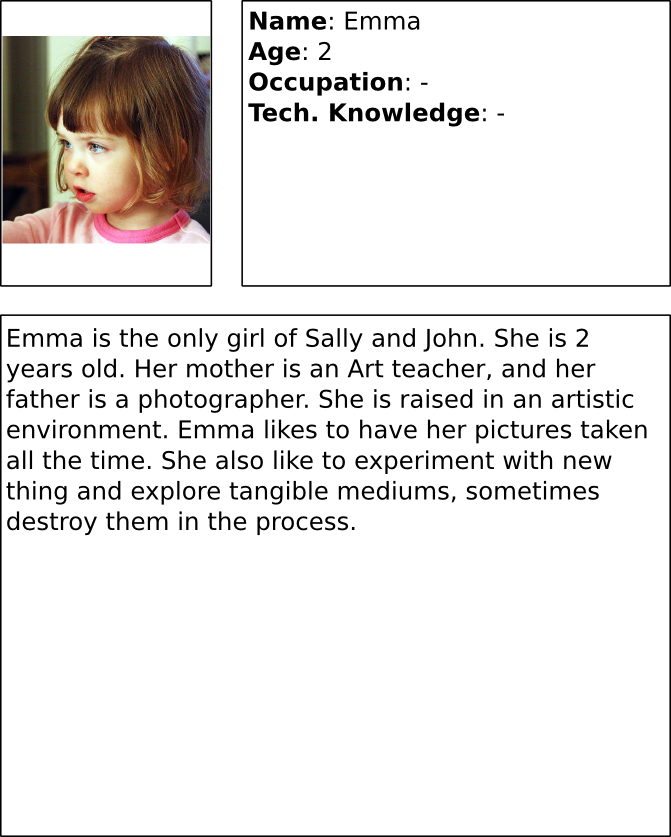 Name: Emma
Age: 2
Occupation: -
Tech. Knowledge: -
Emma is the only girl of Sally and John. She is 2
years old. Her mother is an Art teacher, and her
father is a photographer. She is raised in an artistic
environment. Emma likes to have her pictures taken
all the time. She also like to experiment with new
thing and explore tangible mediums, sometimes
destroy them in the process.